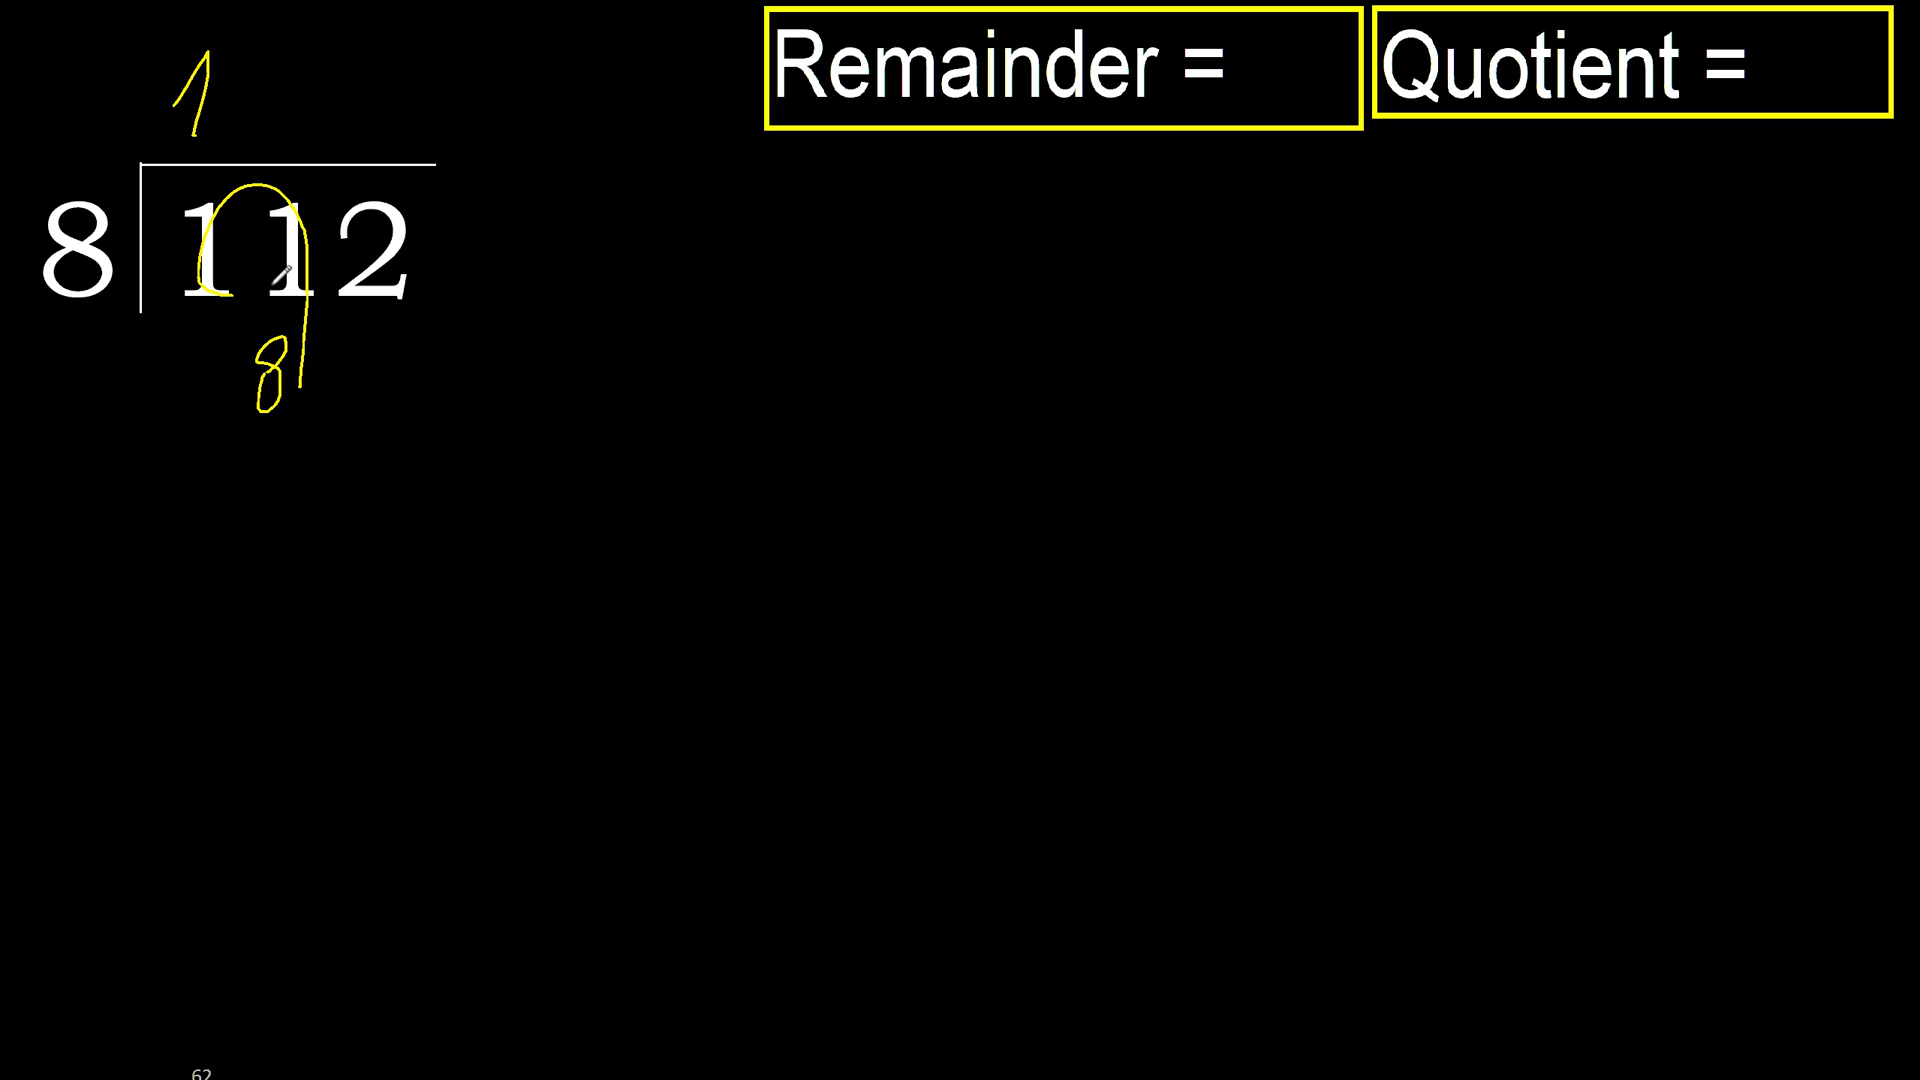 Remainder = Quotient =
1
8 112
8
62